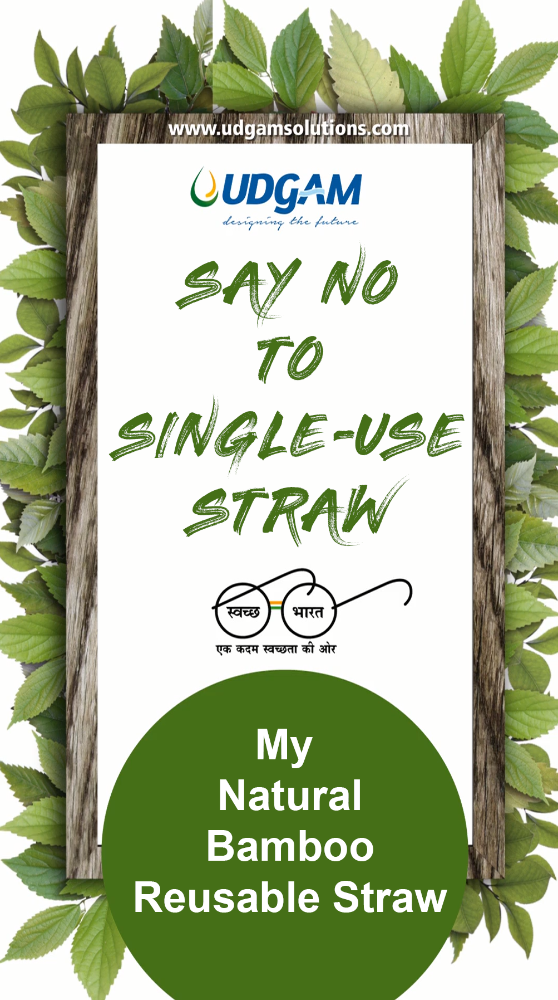 www.udgamsolutions.com
UDGAM
designing the future
SAY NO
TO
SINGLE-USE
STRAW
स्वच्छ भारत
एक कदम स्वच्छता की ओर
My
Natural
Bamboo
Reusable Straw